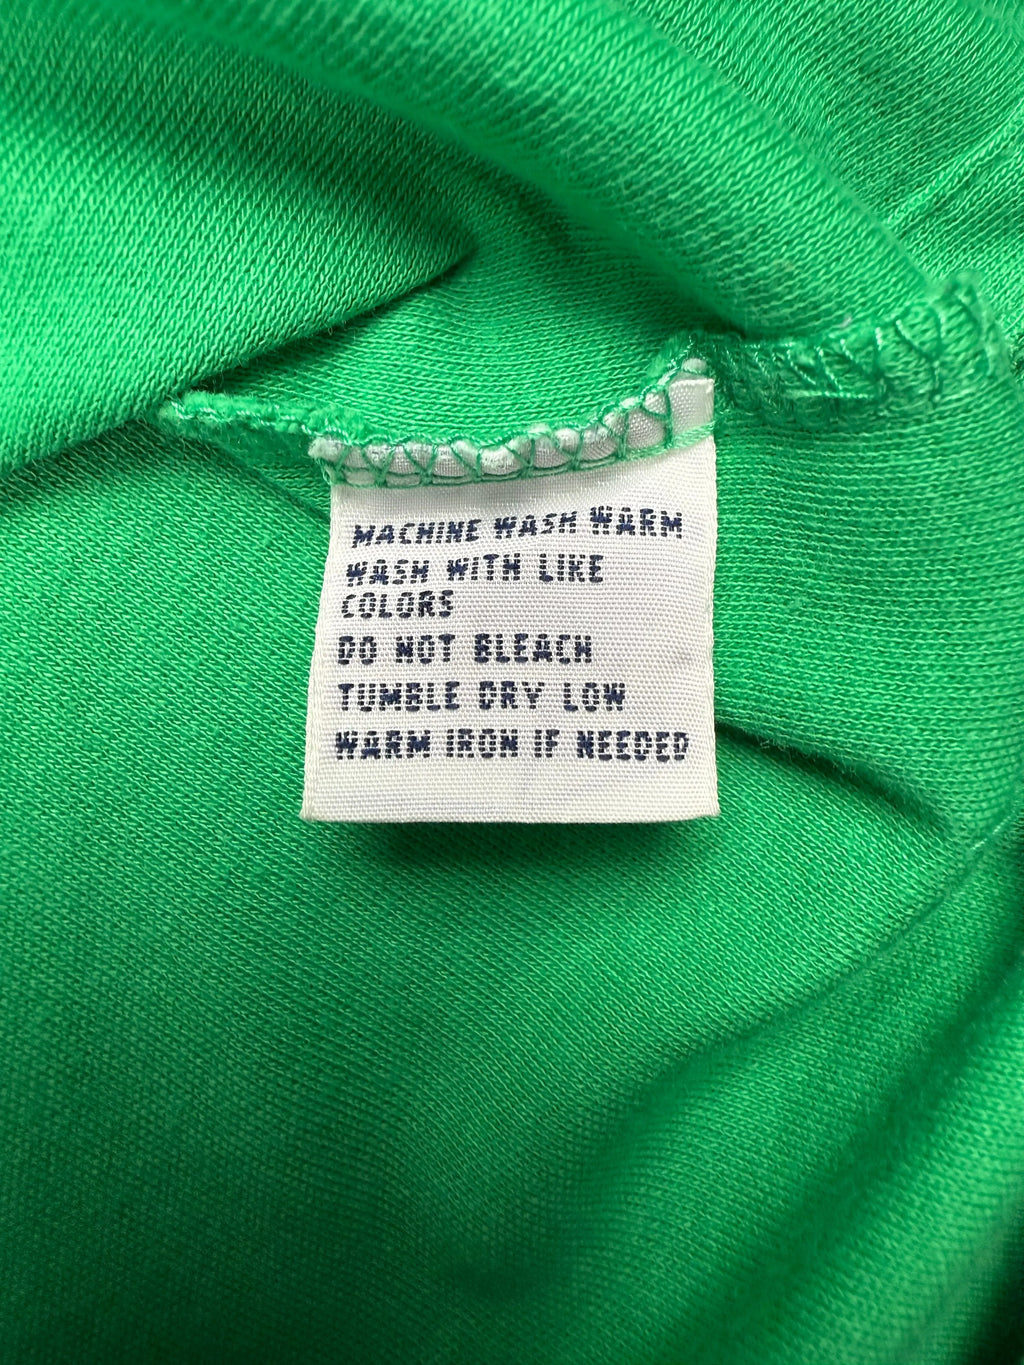 MACHINE WASH WARM
WASH WITH LIKE
COLORS
DO NOT BLEACH
TUMBLE DRY LOW
WARM IRON IF NEEDED